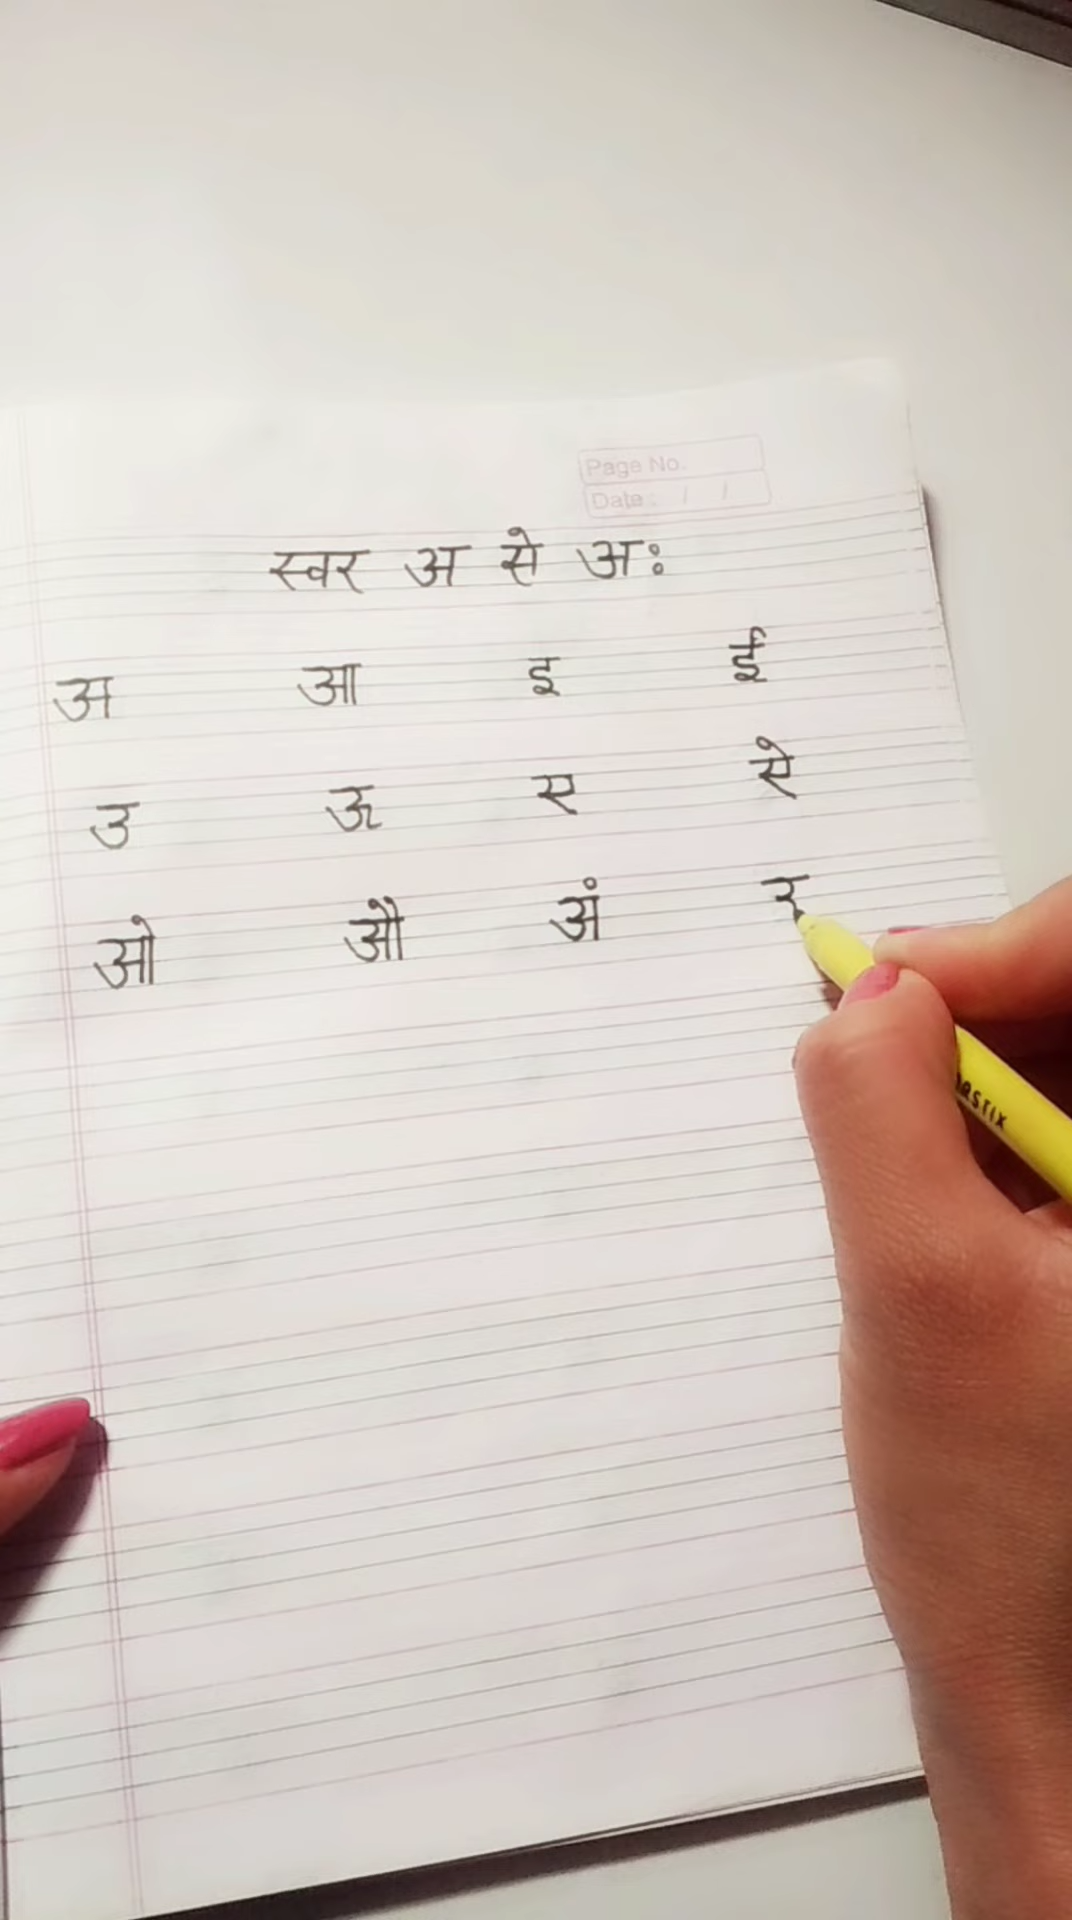 Page No.
Date : / /
स्वर अ से अः
अ आ इ ई
उ ऊ ए ऐ
ओ औ अं